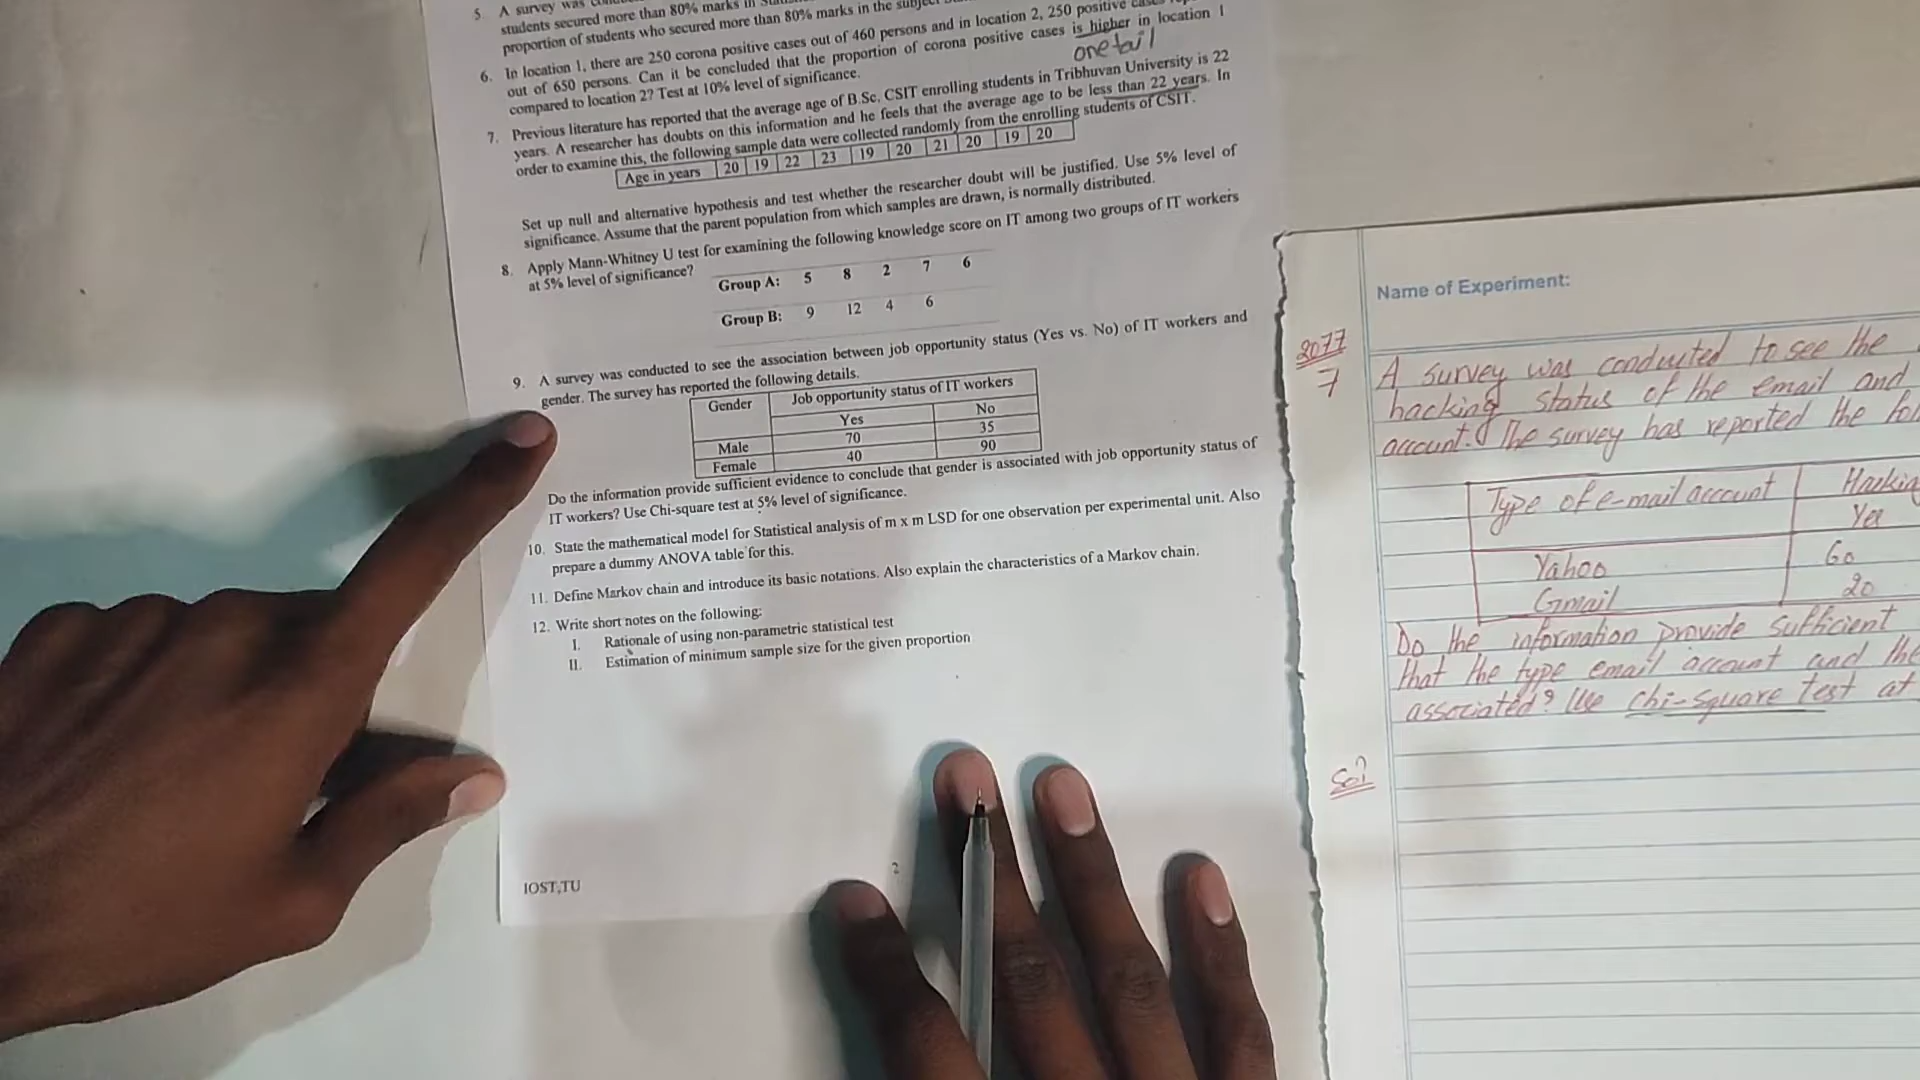 5. A survey was
students secured more than 80% marks in
proportion of students who secured more than 80% marks in the
6. In location 1, there are 250 corona positive cases out of 460 persons and in location 2, 250 positive cases
out of 650 persons. Can it be concluded that the proportion of corona positive cases is higher in location 1
compared to location 2? Test at 10% level of significance.
one tail
7. Previous literature has reported that the average age of B.Sc. CSIT enrolling students in Tribhuvan University is 22
years. A researcher has doubts on this information and he feels that the average age to be less than 22 years. In
order to examine this, the following sample data were collected randomly from the enrolling students of CSIT.
Age in years 20 19 22 23 19 20 21 20 19 20
Set up null and alternative hypothesis and test whether the researcher doubt will be justified. Use 5% level of
significance. Assume that the parent population from which samples are drawn, is normally distributed.
8. Apply Mann-Whitney U test for examining the following knowledge score on IT among two groups of IT workers
at 5% level of significance?
Group A: 5 8 2 7 6
Group B: 9 12 4 6
9. A survey was conducted to see the association between job opportunity status (Yes vs. No) of IT workers and
gender. The survey has reported the following details.
Gender Job opportunity status of IT workers
Yes No
Male 70 35
Female 40 90
Do the information provide sufficient evidence to conclude that gender is associated with job opportunity status of
IT workers? Use Chi-square test at 5% level of significance.
10. State the mathematical model for Statistical analysis of m x m LSD for one observation per experimental unit. Also
prepare a dummy ANOVA table for this.
11. Define Markov chain and introduce its basic notations. Also explain the characteristics of a Markov chain.
12. Write short notes on the following:
I. Rationale of using non-parametric statistical test
II. Estimation of minimum sample size for the given proportion
2
IOST,TU
Name of Experiment:
2077
7
A survey was conducted to see the
hacking status of the email and
account. The survey has reported the
Type of e-mail account
Yes
Yahoo 60
Gmail 20
Do the information provide sufficient
that the type email account and the
associated? Use Chi-square test at
Sol